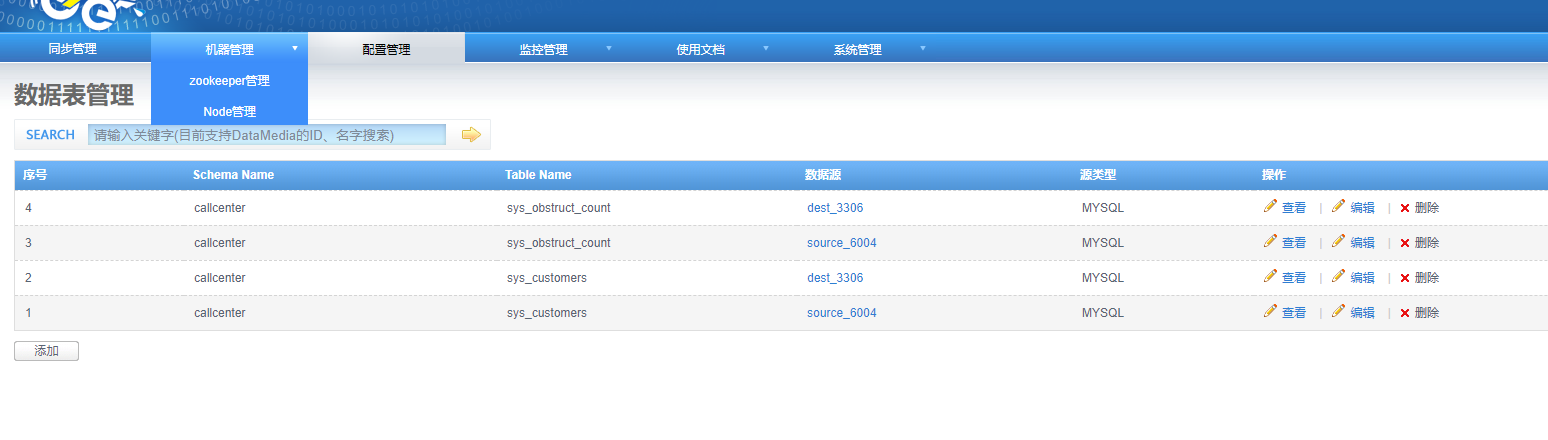 同步管理 机器管理 配置管理 监控管理 使用文档 系统管理
zookeeper管理
Node管理
数据表管理
SEARCH 请输入关键字(目前支持DataMedia的ID、名字搜索)
序号 Schema Name Table Name 数据源 源类型 操作
4 callcenter sys_obstruct_count dest_3306 MYSQL 查看 | 编辑 | 删除
3 callcenter sys_obstruct_count source_6004 MYSQL 查看 | 编辑 | 删除
2 callcenter sys_customers dest_3306 MYSQL 查看 | 编辑 | 删除
1 callcenter sys_customers source_6004 MYSQL 查看 | 编辑 | 删除
添加